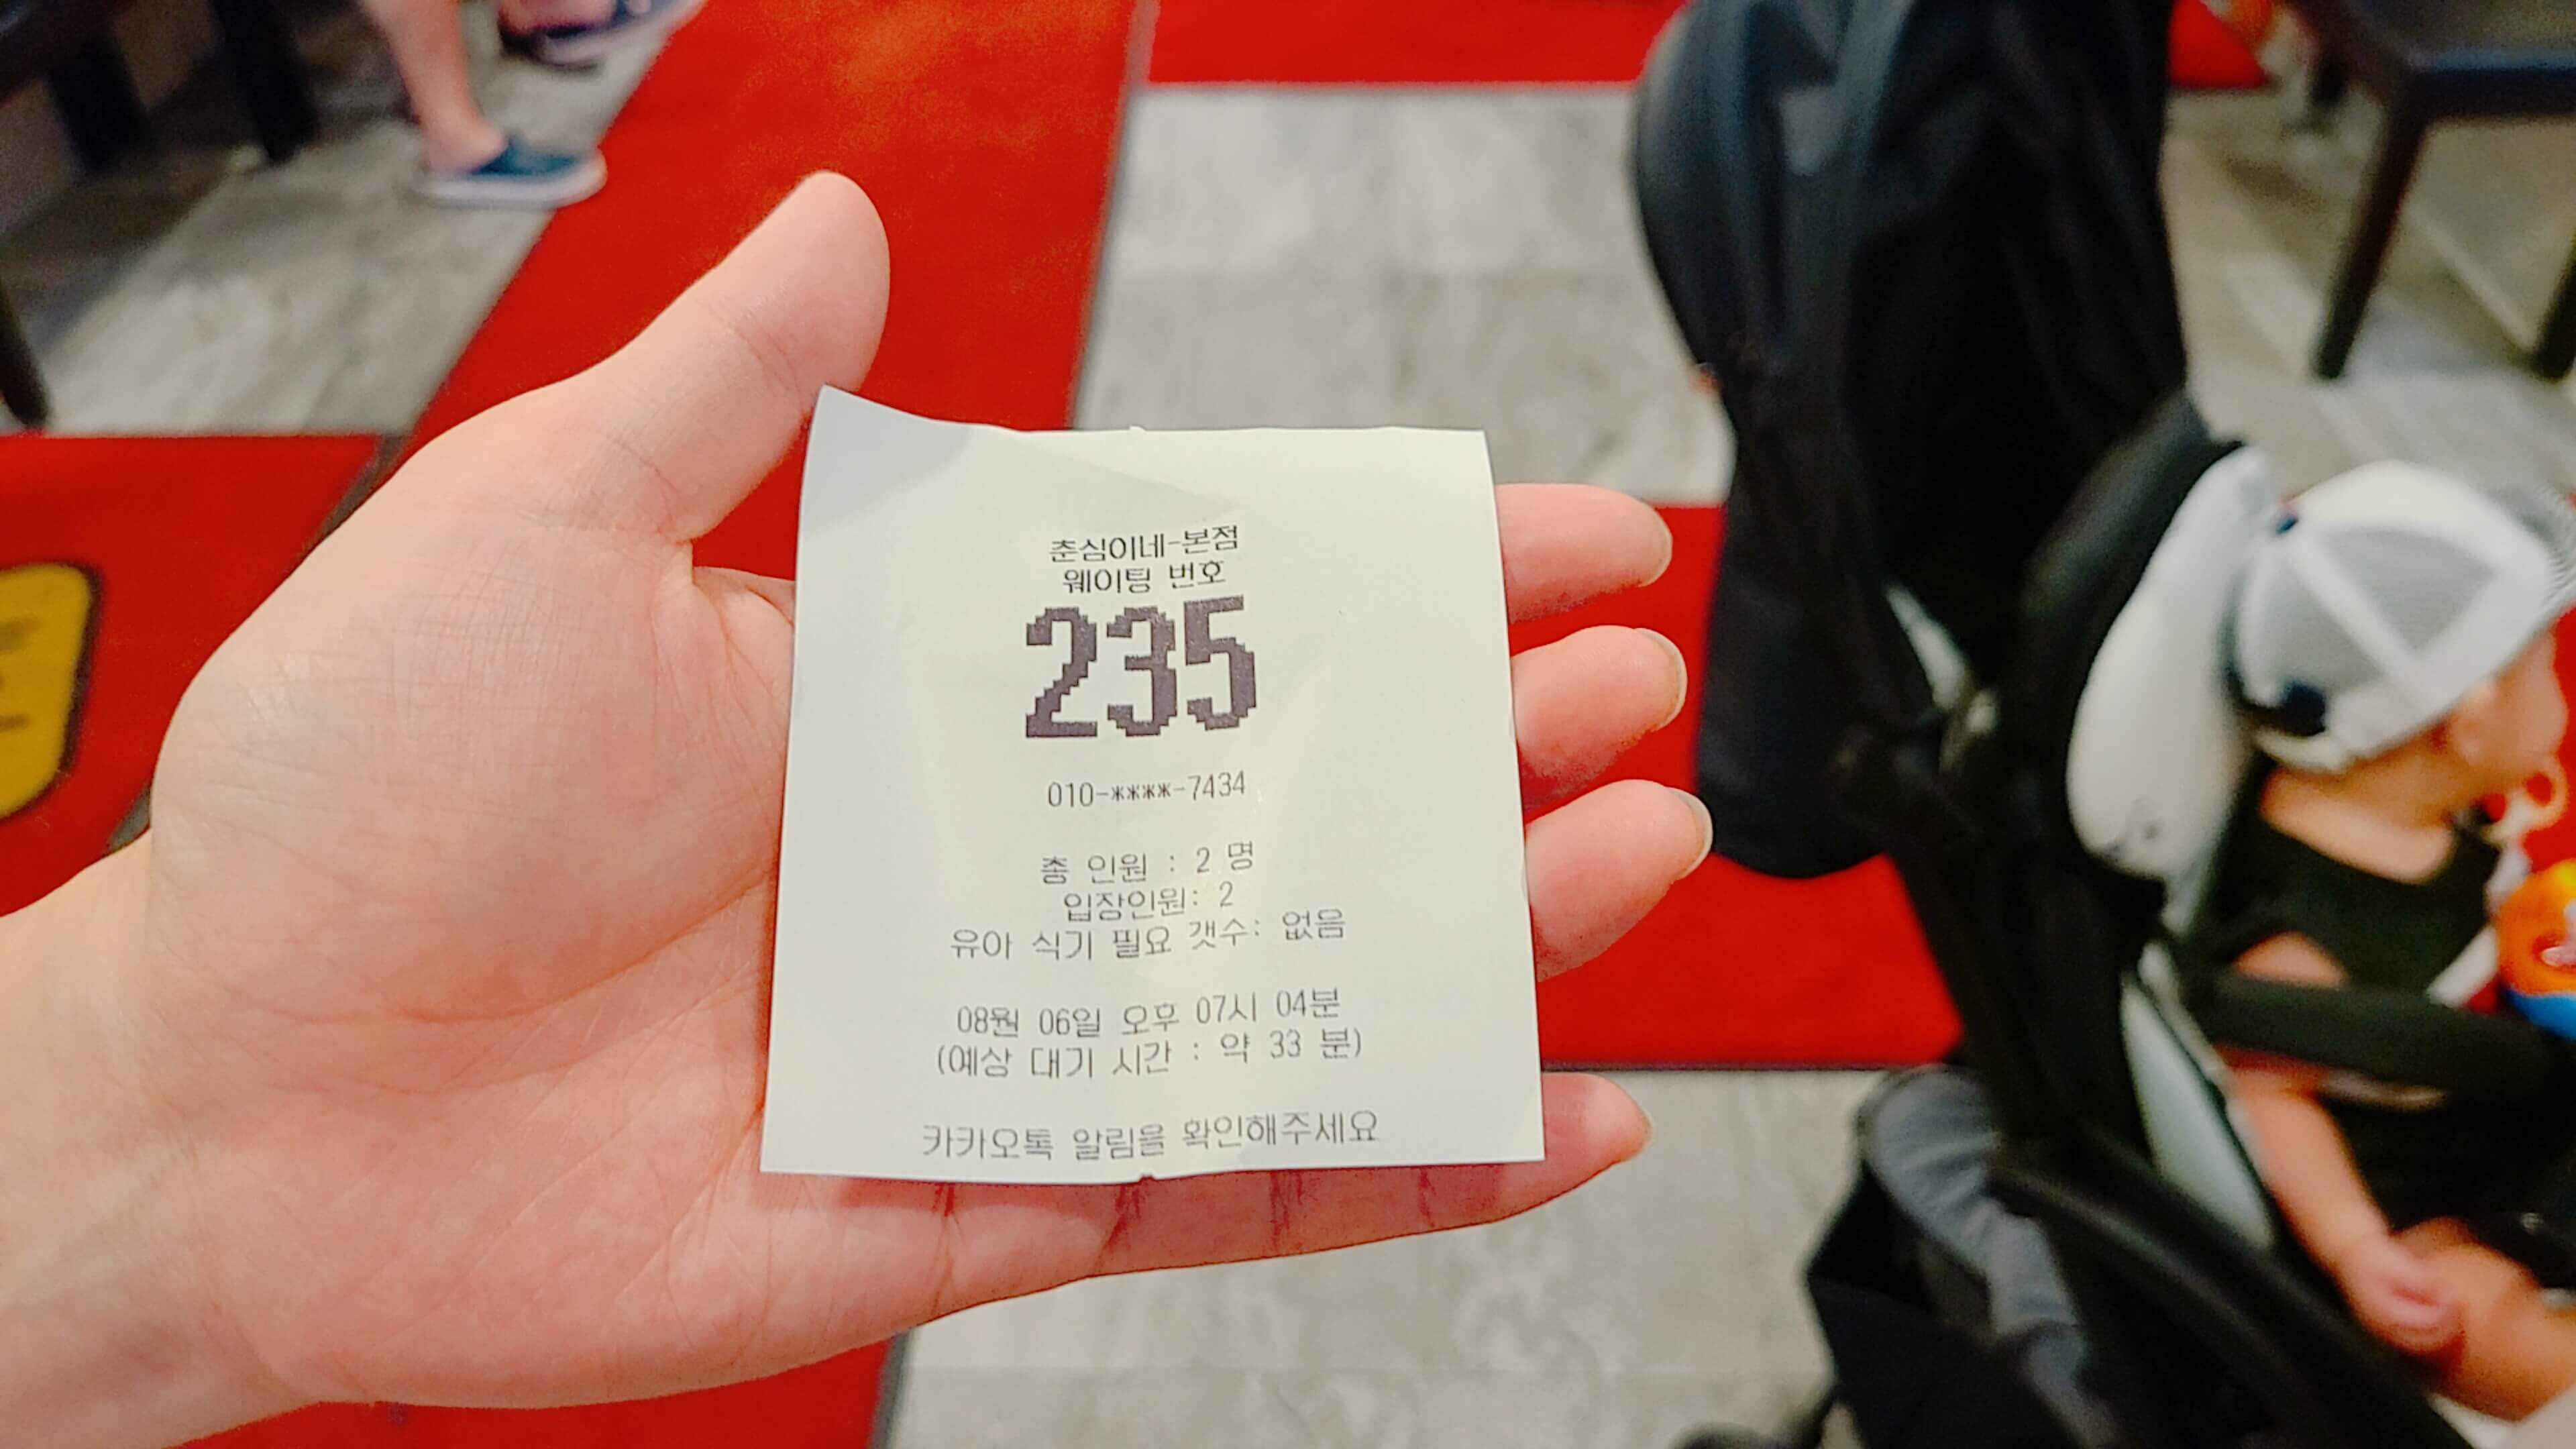 춘심이네-본점
웨이팅 번호
235
010-****-7434
총 인원 : 2 명
입장인원: 2
유아 식기 필요 갯수: 없음
08월 06일 오후 07시 04분
(예상 대기 시간 : 약 33 분)
카카오톡 알림을 확인해주세요